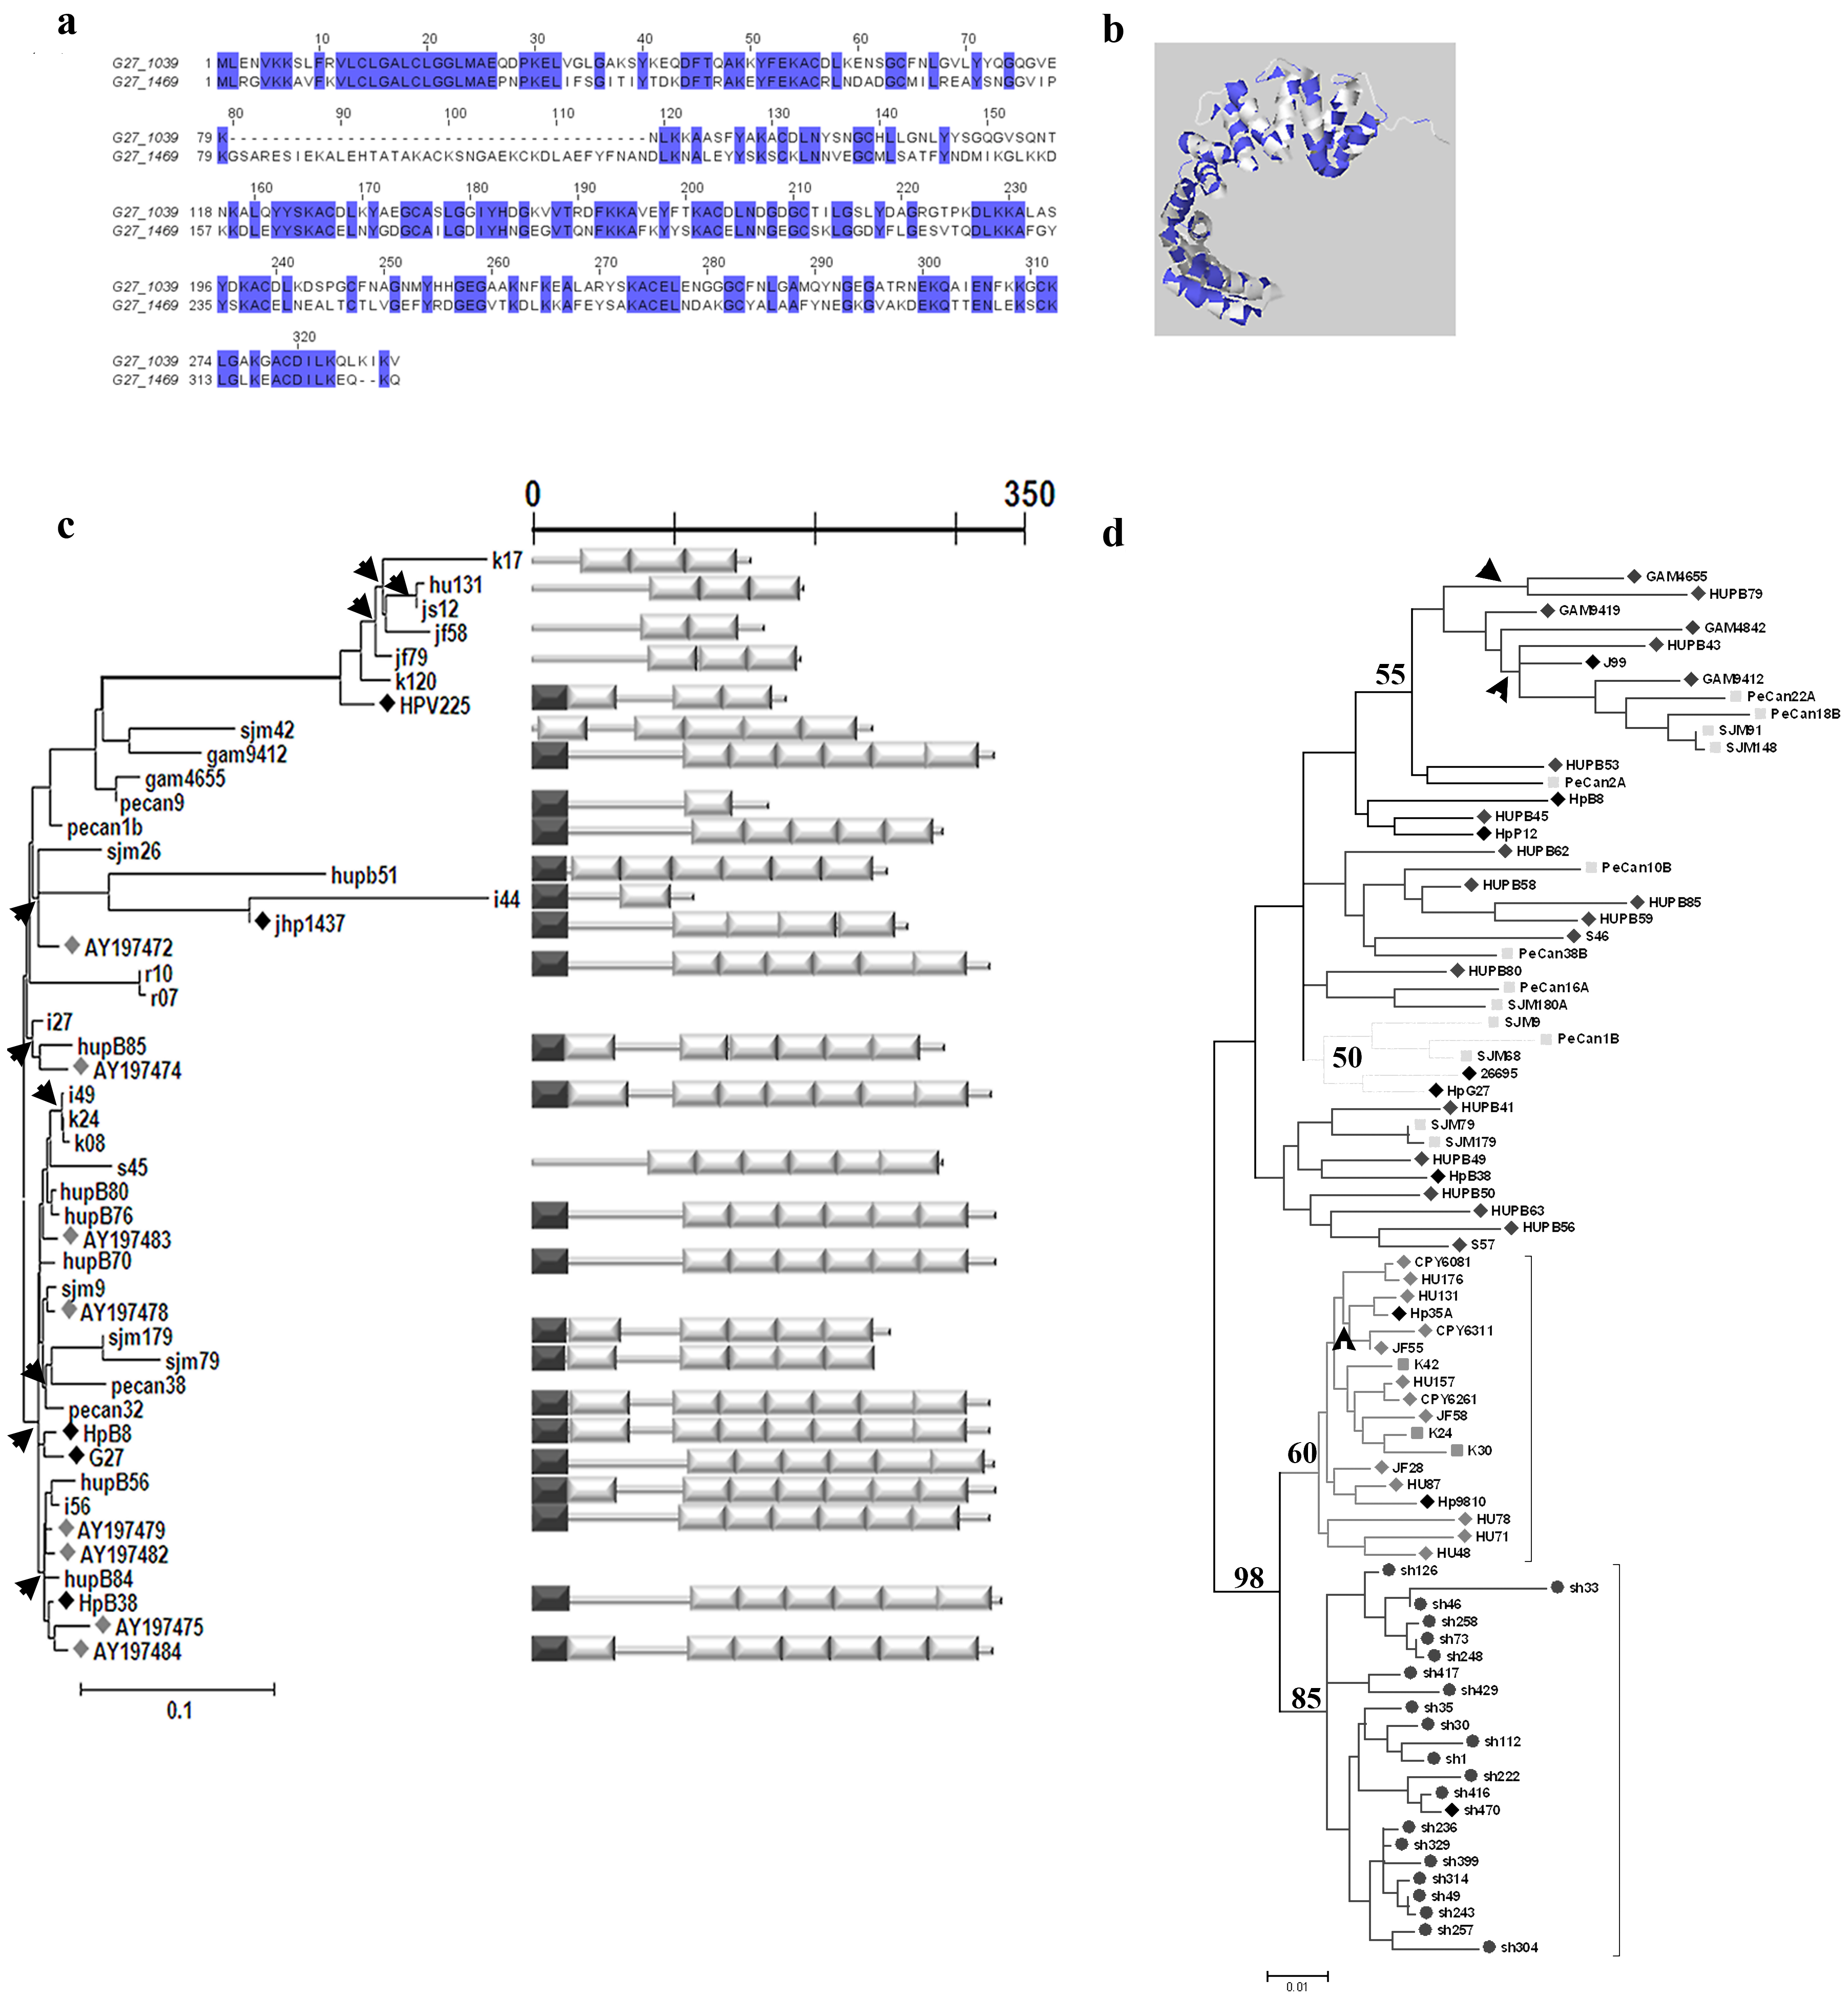 a
10 20 30 40 50 60 70
G27_1039 1 MLENVKKSLFRVLCLGALCLGGLMAEQDPKELVGLGAKSYKEQDFTQAKKYFEKACDLKENSGCFNLGVLYYQGQGVE
G27_1469 1 MLRGVKKAVFKVLCLGALCLGGLMAEPNPKELIFSGITIYTDKDFTRAKEYFEKACRLNDADGCMILREAYSNGGVIP
80 90 100 110 120 130 140 150
G27_1039 79 K---------------------------------------NLKKAASFYAKACDLNYSNGCHLLGNLYYSGQGVSQNT
G27_1469 79 KGSARESIEKALEHTATAKACKSNGAEKCKDLAEFYFNANDLKNALEYYSKSCKLNNVEGCMLSATFYNDMIKGLKKD
160 170 180 190 200 210 220 230
G27_1039 118 NKALQYYSKACDLKYAEGCASLGGIYHDGKVVTRDFKKAVEYFTKACDLNDGDGCTILGSLYDAGRGTPKDLKKALAS
G27_1469 157 KKDLEYYSKACELNYGDGCAILGDIYHNGEGVTQNFKKAFKYYSKACELNNGEGCSKLGGDYFLGESVTQDLKKAFGY
240 250 260 270 280 290 300 310
G27_1039 196 YDKACDLKDSPGCFNAGNMYHHGEGAAKNFKEALARYSKACELENGGGCFNLGAMQYNGEGATRNEKQAIENFKKGCK
G27_1469 235 YSKACELNEALTCTLVGEFYRDGEGVTKDLKKAFEYSAKACELNDAKGCYALAAFYNEGKGVAKDEKQTTENLEKSCK
320
G27_1039 274 LGAKGACDILKQLKIKV
G27_1469 313 LGLKEACDILKEQ--KQ
b
c
0 350
k17
hu131
js12
jf58
jf79
k120
HPV225
sjm42
gam9412
gam4655
pecan9
pecan1b
sjm26
hupb51
i44
jhp1437
AY197472
r10
r07
i27
hupB85
AY197474
i49
k24
k08
s45
hupB80
hupB76
AY197483
hupB70
sjm9
AY197478
sjm179
sjm79
pecan38
pecan32
HpB8
G27
hupB56
i56
AY197479
AY197482
hupB84
HpB38
AY197475
AY197484
0.1
d
GAM4655
HUPB79
GAM9419
GAM4842
HUPB43
55
J99
GAM9412
PeCan22A
PeCan18B
SJM91
SJM148
HUPB53
PeCan2A
HpB8
HUPB45
HpP12
HUPB62
PeCan10B
HUPB58
HUPB85
HUPB59
S46
PeCan38B
HUPB80
PeCan16A
SJM180A
SJM9
PeCan1B
50
SJM68
26695
HpG27
HUPB41
SJM79
SJM179
HUPB49
HpB38
HUPB50
HUPB63
HUPB56
S57
CPY6081
HU176
HU131
Hp35A
CPY6311
JF55
K42
HU157
CPY6261
JF58
K24
60
K30
JF28
HU87
Hp9810
HU78
HU71
HU48
98
sh126
sh33
sh46
sh258
sh73
sh248
sh417
sh429
85
sh35
sh30
sh112
sh1
sh222
sh416
sh470
sh236
sh329
sh399
sh314
sh49
sh243
sh257
sh304
0.01